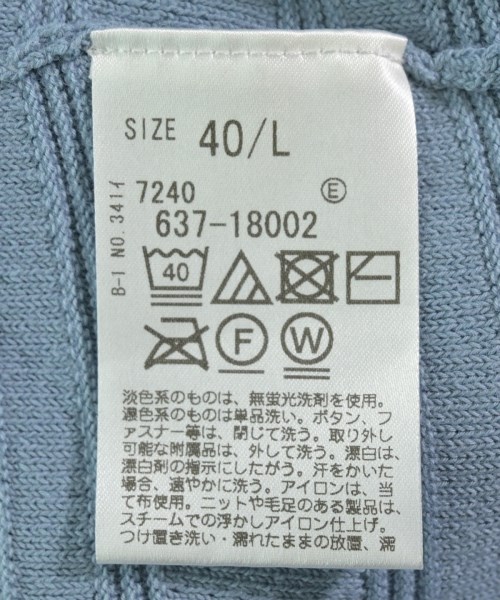 SIZE 40/L
B-1 NO.341イ
7240 Ⓔ
637-18002
40
F W
淡色系のものは、無蛍光洗剤を使用。
濃色系のものは単品洗い。ボタン、フ
ァスナー等は、閉じて洗う。取り外し
可能な附属品は、外して洗う。漂白は、
漂白剤の指示にしたがう。汗をかいた
場合、速やかに洗う。アイロンは、当
て布使用。ニットや毛足のある製品は、
スチームでの浮かしアイロン仕上げ。
つけ置き洗い・濡れたままの放置、濡